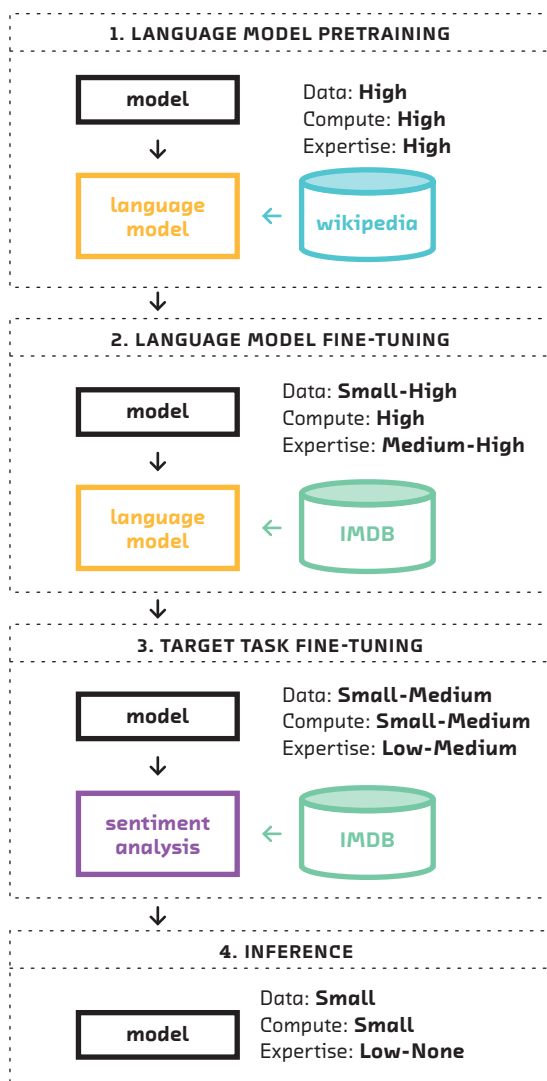 1. LANGUAGE MODEL PRETRAINING
model
Data: High
Compute: High
Expertise: High
language
model
wikipedia
2. LANGUAGE MODEL FINE-TUNING
model
Data: Small-High
Compute: High
Expertise: Medium-High
language
model
IMDB
3. TARGET TASK FINE-TUNING
model
Data: Small-Medium
Compute: Small-Medium
Expertise: Low-Medium
sentiment
analysis
IMDB
4. INFERENCE
model
Data: Small
Compute: Small
Expertise: Low-None